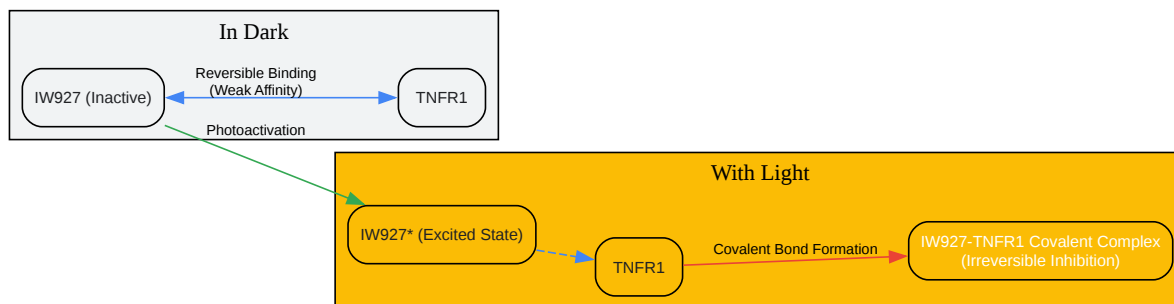 In Dark
Reversible Binding
(Weak Affinity)
IW927 (Inactive)
TNFR1
Photoactivation
With Light
IW927* (Excited State)
TNFR1
Covalent Bond Formation
IW927-TNFR1 Covalent Complex
(Irreversible Inhibition)